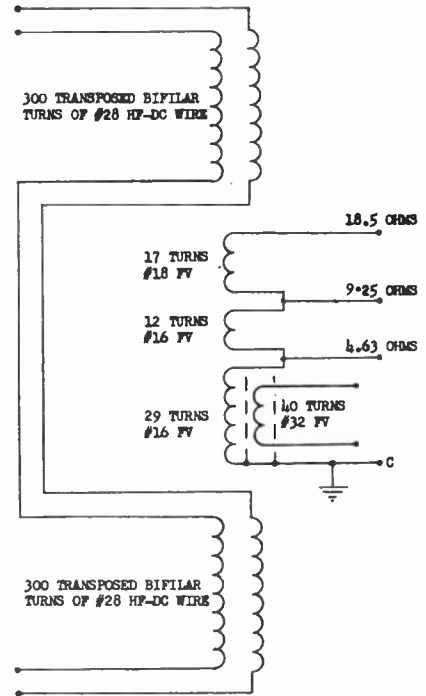 300 TRANSPOSED BIFILAR
TURNS OF #28 HF-DC WIRE
18.5 OHMS
17 TURNS
#18 FV
9.25 OHMS
12 TURNS
#16 FV
4.63 OHMS
29 TURNS
#16 FV
40 TURNS
#32 FV
C
300 TRANSPOSED BIFILAR
TURNS OF #28 HF-DC WIRE